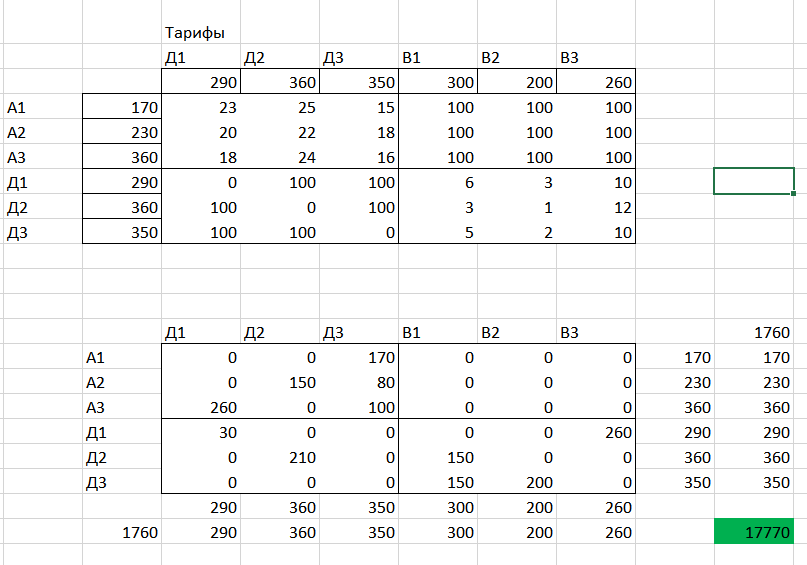 Тарифы
Д1 Д2 Д3 В1 В2 В3
290 360 350 300 200 260
А1 170 23 25 15 100 100 100
А2 230 20 22 18 100 100 100
А3 360 18 24 16 100 100 100
Д1 290 0 100 100 6 3 10
Д2 360 100 0 100 3 1 12
Д3 350 100 100 0 5 2 10
Д1 Д2 Д3 В1 В2 В3 1760
А1 0 0 170 0 0 0 170 170
А2 0 150 80 0 0 0 230 230
А3 260 0 100 0 0 0 360 360
Д1 30 0 0 0 0 260 290 290
Д2 0 210 0 150 0 0 360 360
Д3 0 0 0 150 200 0 350 350
290 360 350 300 200 260
1760 290 360 350 300 200 260 17770